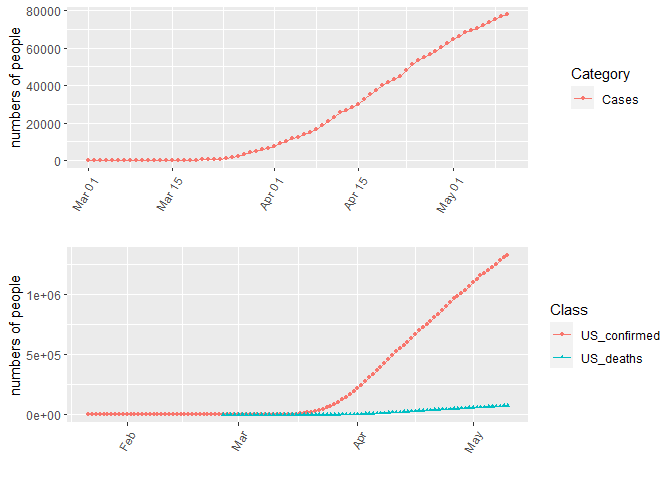 numbers of people
80000
60000
40000
20000
0
Mar 01
Mar 15
Apr 01
Apr 15
May 01
Category
Cases
numbers of people
1e+06
5e+05
0e+00
Feb
Mar
Apr
May
Class
US_confirmed
US_deaths